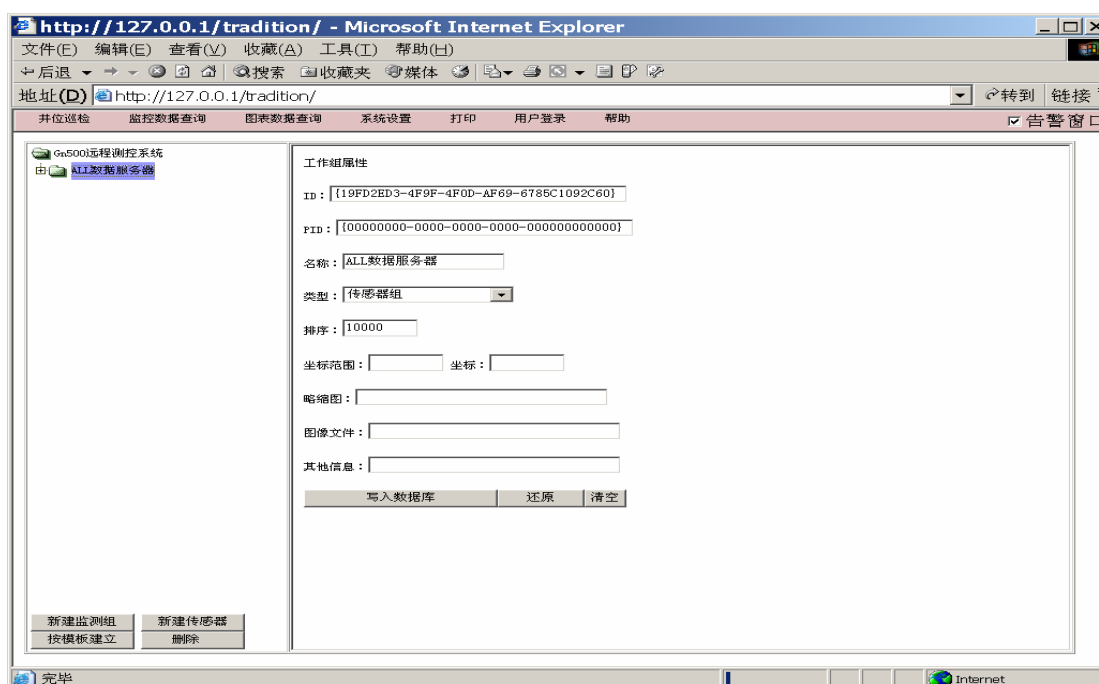 http://127.0.0.1/tradition/ - Microsoft Internet Explorer
文件(F) 编辑(E) 查看(V) 收藏(A) 工具(T) 帮助(H)
后退 搜索 收藏夹 媒体
地址(D) http://127.0.0.1/tradition/ 转到 链接
井位巡检 监控数据查询 图表数据查询 系统设置 打印 用户登录 帮助 告警窗口
Gn500远程测控系统
ALL数据服务器
工作组属性
ID：{19FD2ED3-4F9F-4F0D-AF69-6785C1092C60}
PID：{00000000-0000-0000-0000-000000000000}
名称：ALL数据服务器
类型：传感器组
排序：10000
坐标范围： 坐标：
略缩图：
图像文件：
其他信息：
写入数据库 还原 清空
新建监测组 新建传感器
按模板建立 删除
完毕 Internet